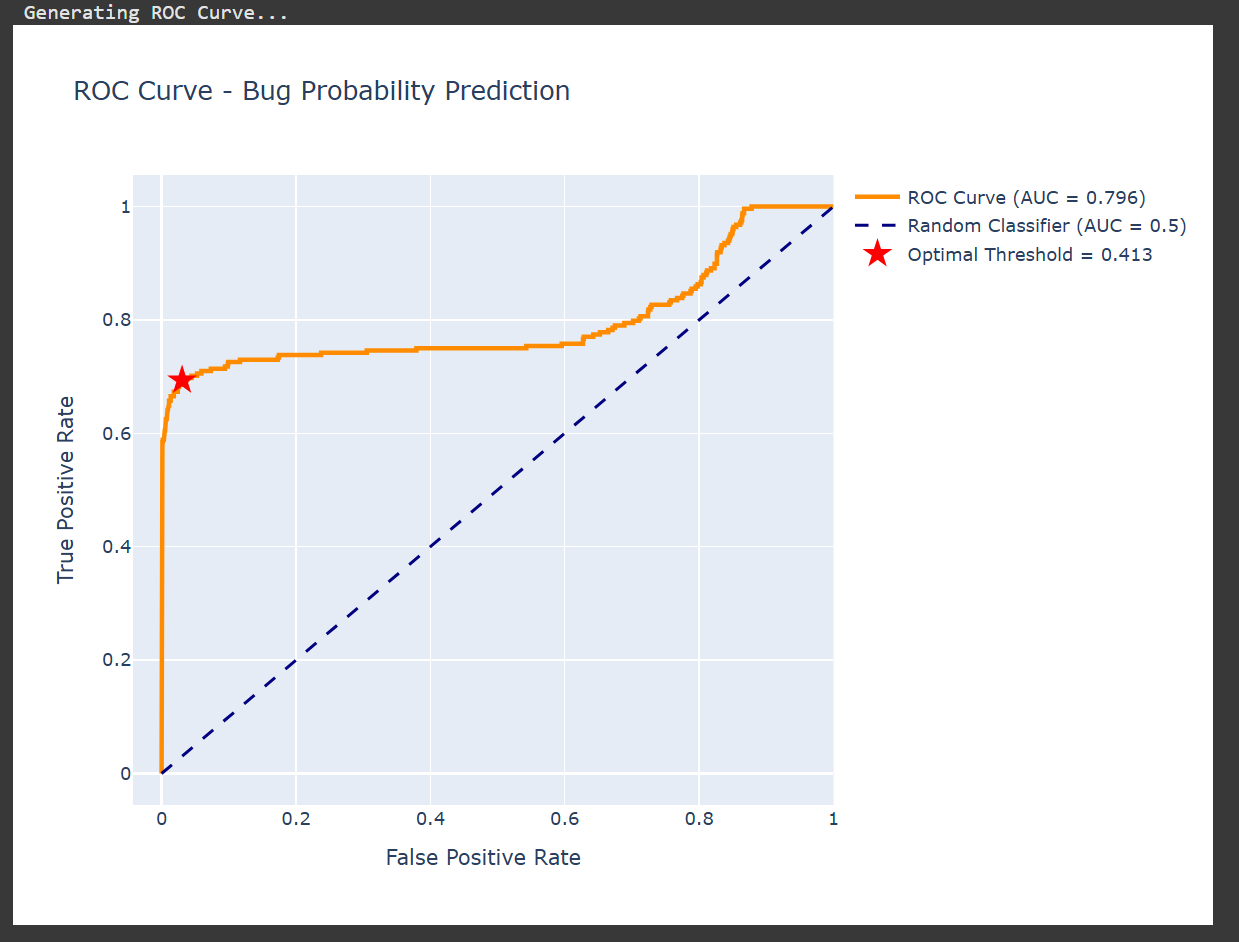 Generating ROC Curve...
ROC Curve - Bug Probability Prediction
ROC Curve (AUC = 0.796)
Random Classifier (AUC = 0.5)
Optimal Threshold = 0.413
True Positive Rate
1
0.8
0.6
0.4
0.2
0
0 0.2 0.4 0.6 0.8 1
False Positive Rate